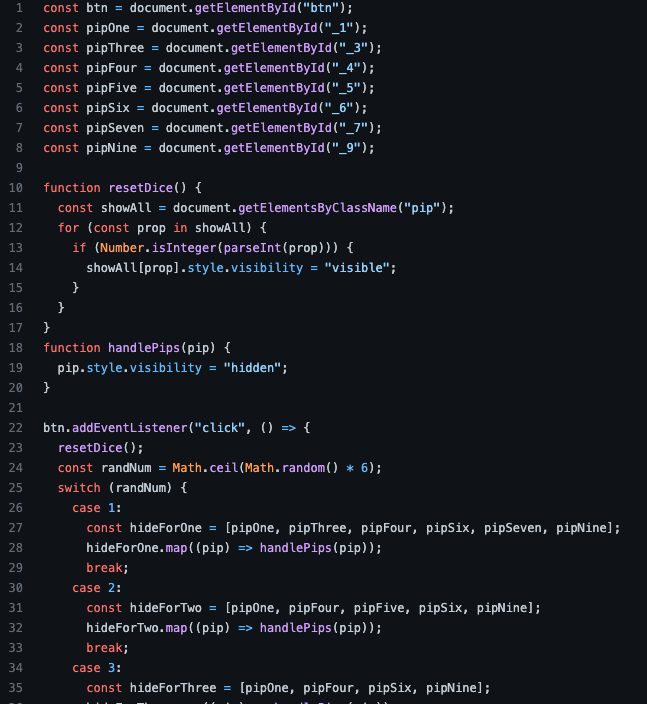 1 const btn = document.getElementById("btn");
2 const pipOne = document.getElementById("_1");
3 const pipThree = document.getElementById("_3");
4 const pipFour = document.getElementById("_4");
5 const pipFive = document.getElementById("_5");
6 const pipSix = document.getElementById("_6");
7 const pipSeven = document.getElementById("_7");
8 const pipNine = document.getElementById("_9");
9
10 function resetDice() {
11   const showAll = document.getElementsByClassName("pip");
12   for (const prop in showAll) {
13     if (Number.isInteger(parseInt(prop))) {
14       showAll[prop].style.visibility = "visible";
15     }
16   }
17 }
18 function handlePips(pip) {
19   pip.style.visibility = "hidden";
20 }
21
22 btn.addEventListener("click", () => {
23   resetDice();
24   const randNum = Math.ceil(Math.random() * 6);
25   switch (randNum) {
26     case 1:
27       const hideForOne = [pipOne, pipThree, pipFour, pipSix, pipSeven, pipNine];
28       hideForOne.map((pip) => handlePips(pip));
29       break;
30     case 2:
31       const hideForTwo = [pipOne, pipFour, pipFive, pipSix, pipNine];
32       hideForTwo.map((pip) => handlePips(pip));
33       break;
34     case 3:
35       const hideForThree = [pipOne, pipFour, pipSix, pipNine];